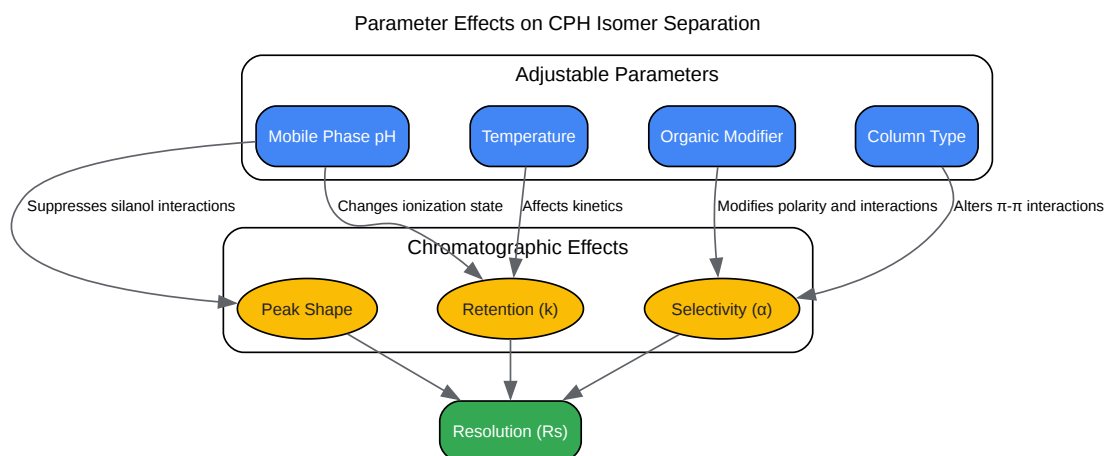 Parameter Effects on CPH Isomer Separation
Adjustable Parameters
Mobile Phase pH
Temperature
Organic Modifier
Column Type
Suppresses silanol interactions
Changes ionization state
Affects kinetics
Modifies polarity and interactions
Alters π-π interactions
Chromatographic Effects
Peak Shape
Retention (k)
Selectivity (α)
Resolution (Rs)